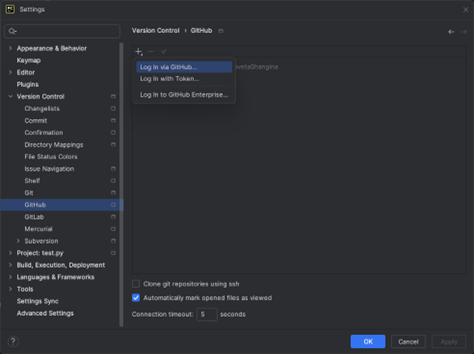 Settings
Appearance & Behavior
Keymap
Editor
Plugins
Version Control
Changelists
Commit
Confirmation
Directory Mappings
File Status Colors
Issue Navigation
Shelf
Git
GitHub
GitLab
Mercurial
Subversion
Project: test.py
Build, Execution, Deployment
Languages & Frameworks
Tools
Settings Sync
Advanced Settings
Version Control › GitHub
Log In via GitHub...
Log In with Token...
Log In to GitHub Enterprise...
Clone git repositories using ssh
Automatically mark opened files as viewed
Connection timeout: 5 seconds
? OK Cancel Apply